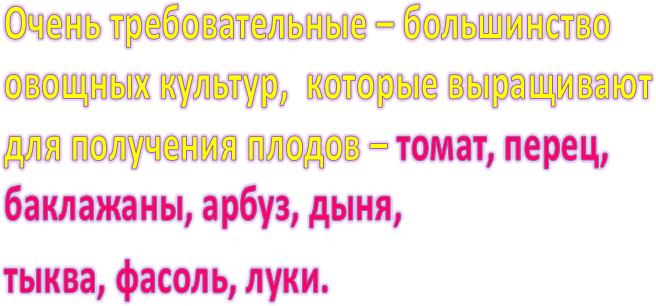 Очень требовательные – большинство
овощных культур, которые выращивают
для получения плодов – томат, перец,
баклажаны, арбуз, дыня,
тыква, фасоль, луки.